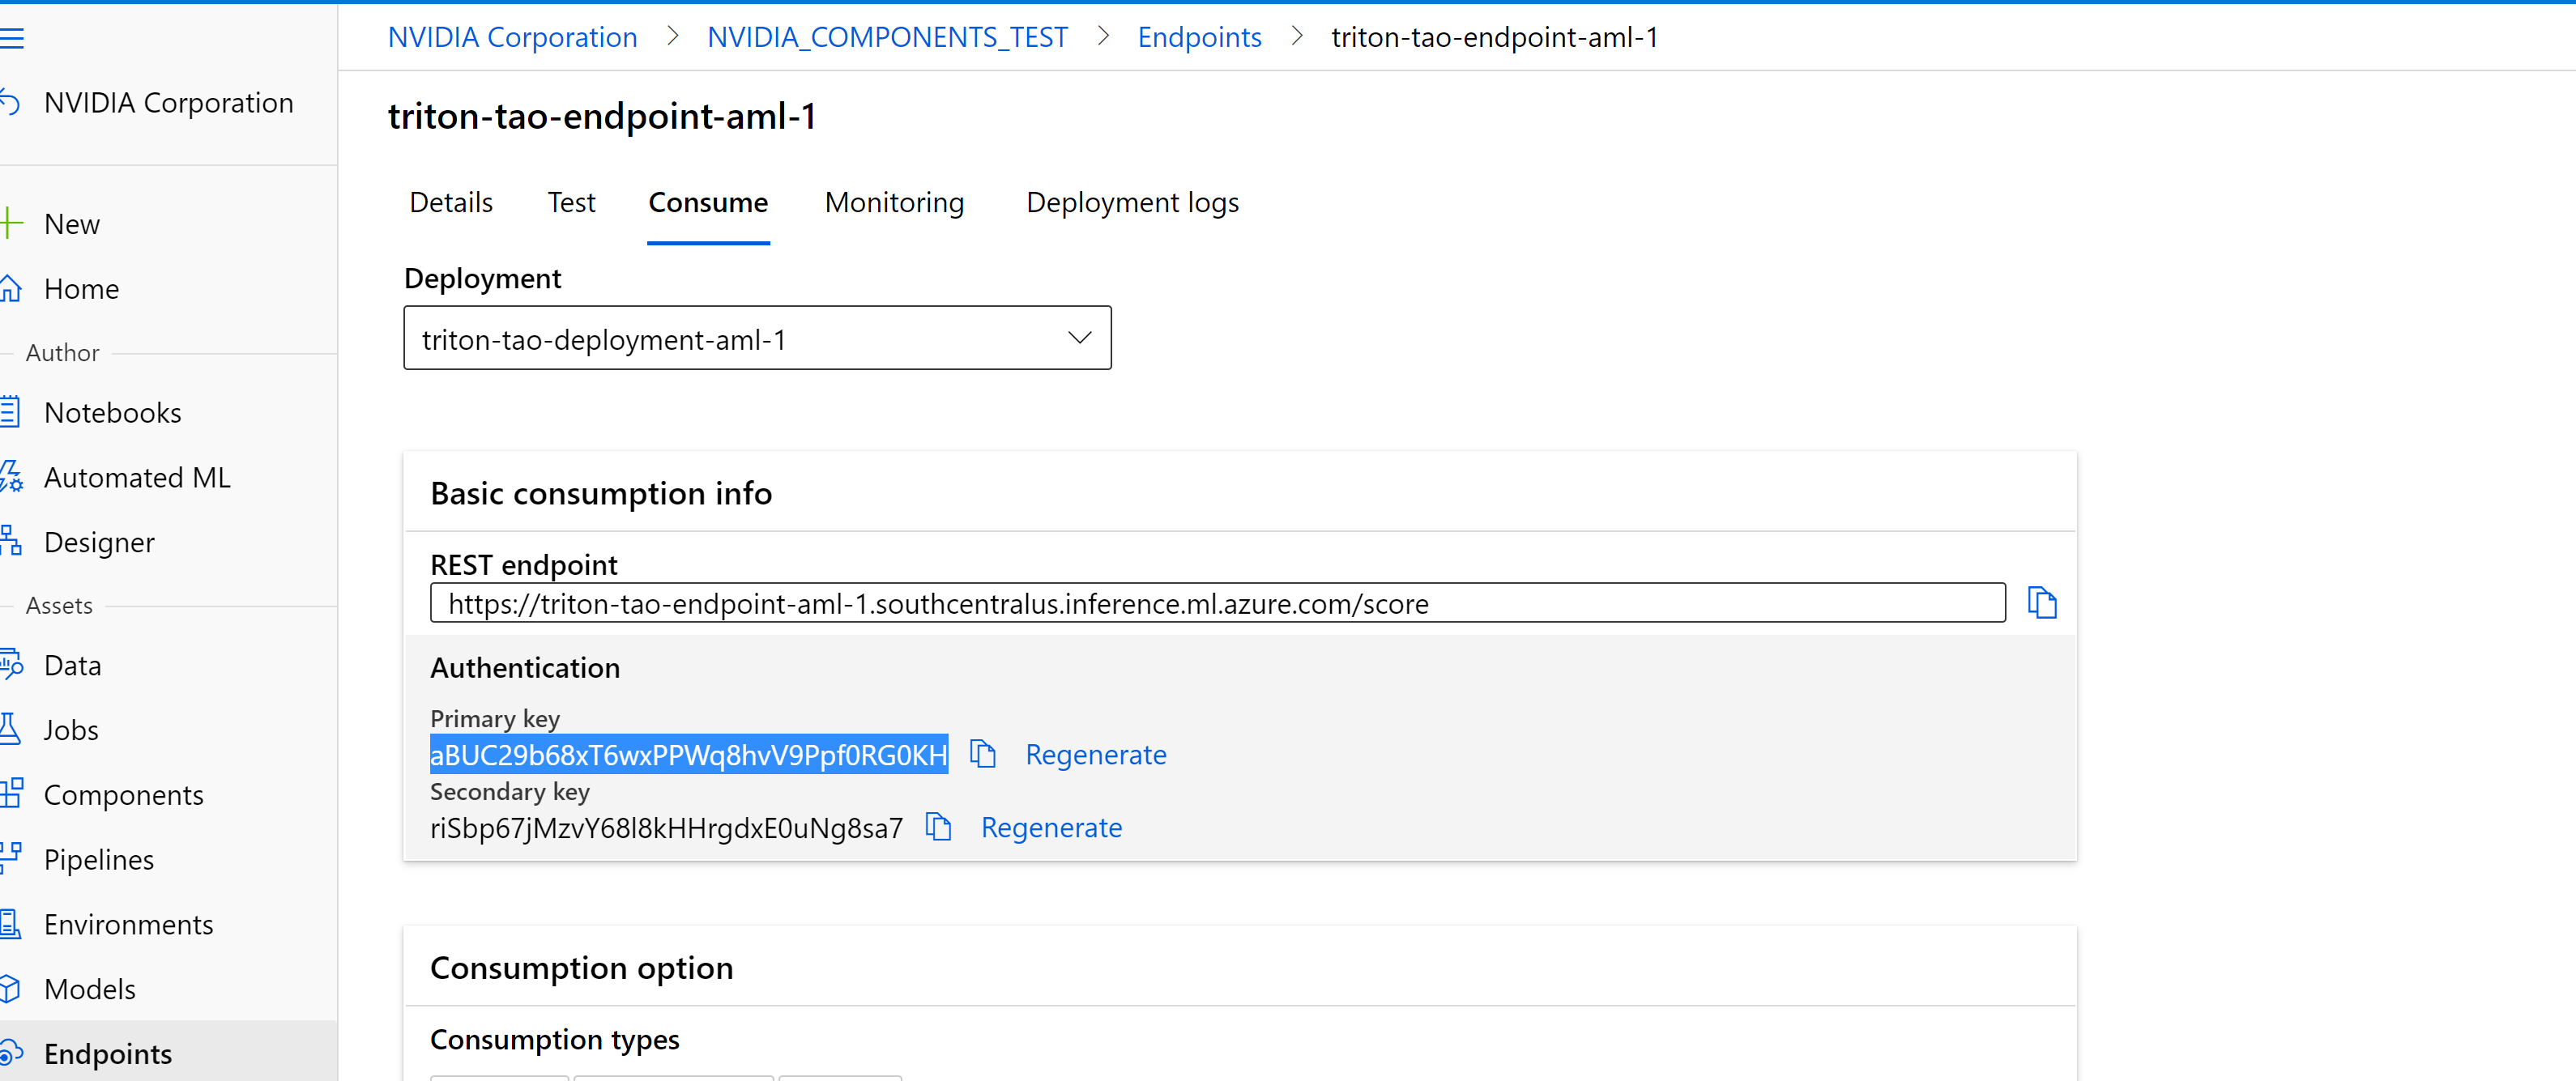 NVIDIA Corporation > NVIDIA_COMPONENTS_TEST > Endpoints > triton-tao-endpoint-aml-1
NVIDIA Corporation
New
Home
Author
Notebooks
Automated ML
Designer
Assets
Data
Jobs
Components
Pipelines
Environments
Models
Endpoints
triton-tao-endpoint-aml-1
Details Test Consume Monitoring Deployment logs
Deployment
triton-tao-deployment-aml-1
Basic consumption info
REST endpoint
https://triton-tao-endpoint-aml-1.southcentralus.inference.ml.azure.com/score
Authentication
Primary key
aBUC29b68xT6wxPPWq8hvV9Ppf0RG0KH Regenerate
Secondary key
riSbp67jMzvY68l8kHHrgdxE0uNg8sa7 Regenerate
Consumption option
Consumption types